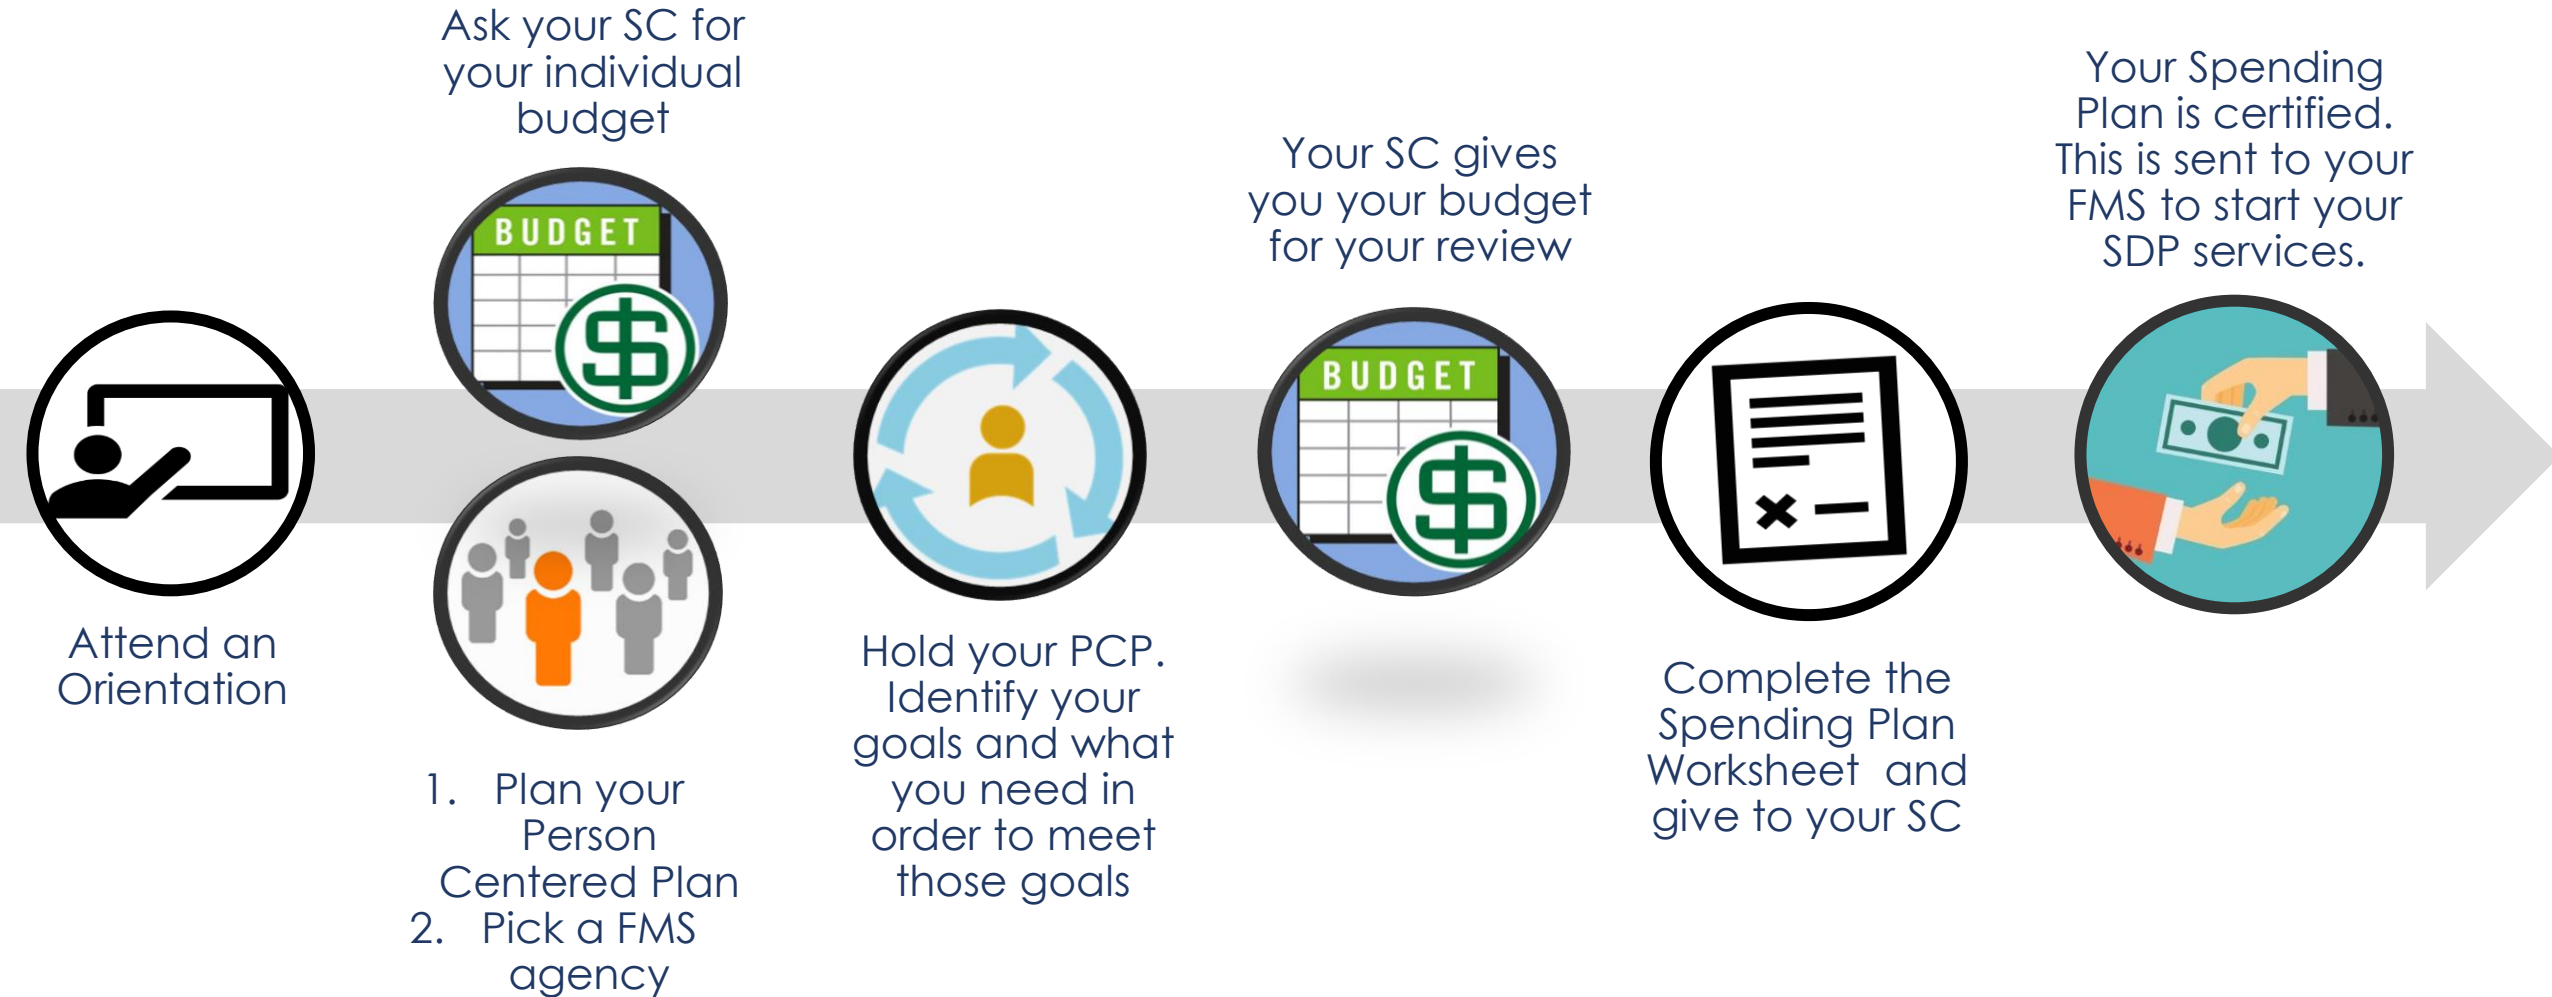 Attend an
Orientation
Ask your SC for
your individual
budget
BUDGET
1. Plan your
Person
Centered Plan
2. Pick a FMS
agency
Hold your PCP.
Identify your
goals and what
you need in
order to meet
those goals
Your SC gives
you your budget
for your review
BUDGET
Complete the
Spending Plan
Worksheet and
give to your SC
Your Spending
Plan is certified.
This is sent to your
FMS to start your
SDP services.